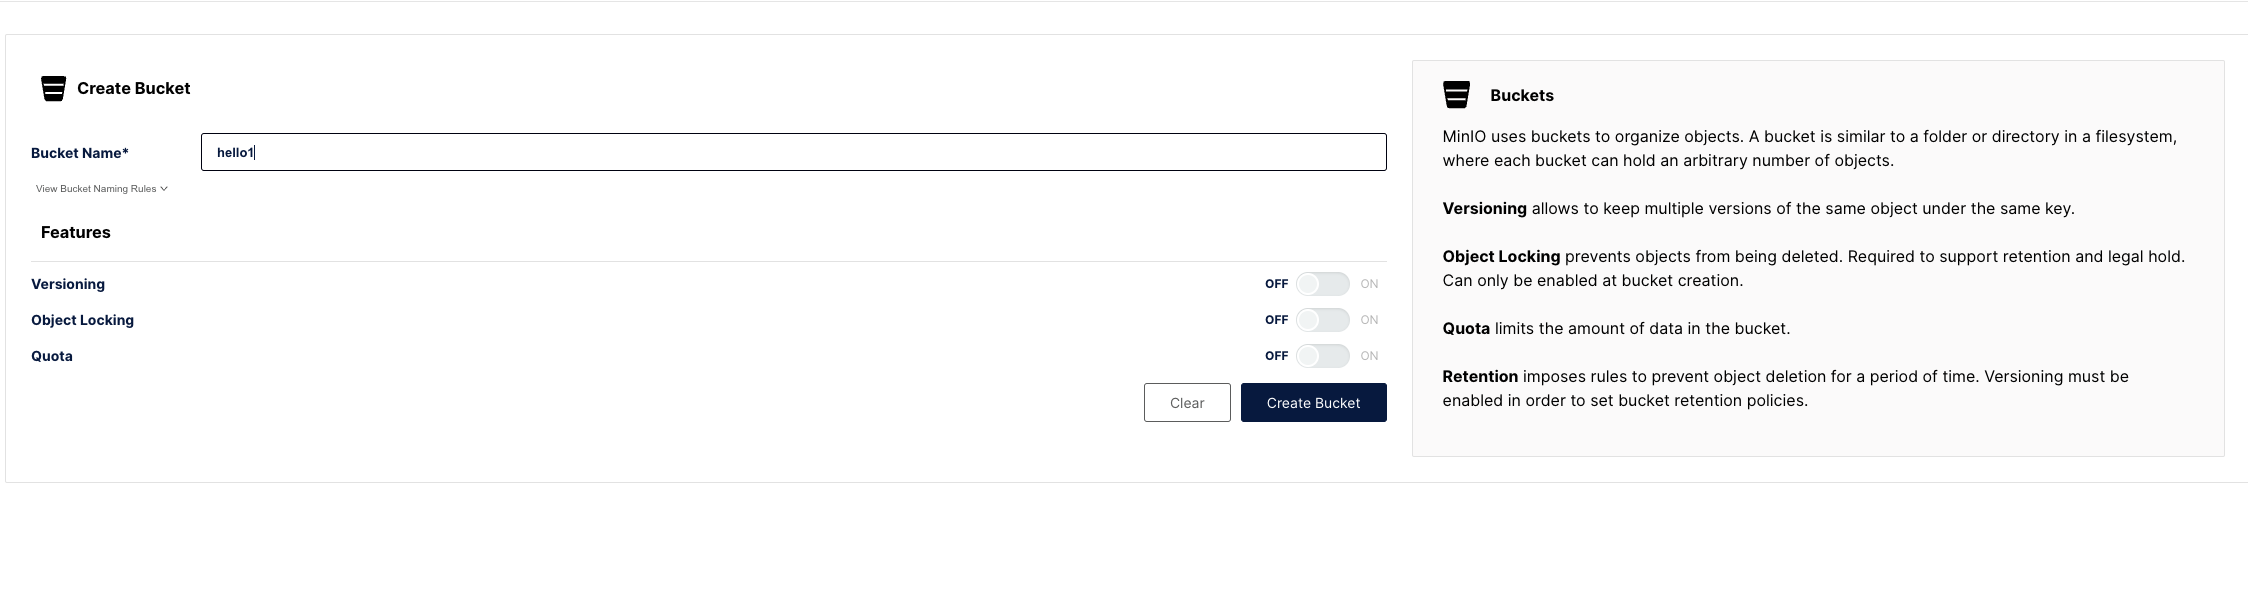 Create Bucket
Bucket Name*
hello1
View Bucket Naming Rules
Features
Versioning
OFF ON
Object Locking
OFF ON
Quota
OFF ON
Clear
Create Bucket
Buckets
MinIO uses buckets to organize objects. A bucket is similar to a folder or directory in a filesystem,
where each bucket can hold an arbitrary number of objects.
Versioning allows to keep multiple versions of the same object under the same key.
Object Locking prevents objects from being deleted. Required to support retention and legal hold.
Can only be enabled at bucket creation.
Quota limits the amount of data in the bucket.
Retention imposes rules to prevent object deletion for a period of time. Versioning must be
enabled in order to set bucket retention policies.